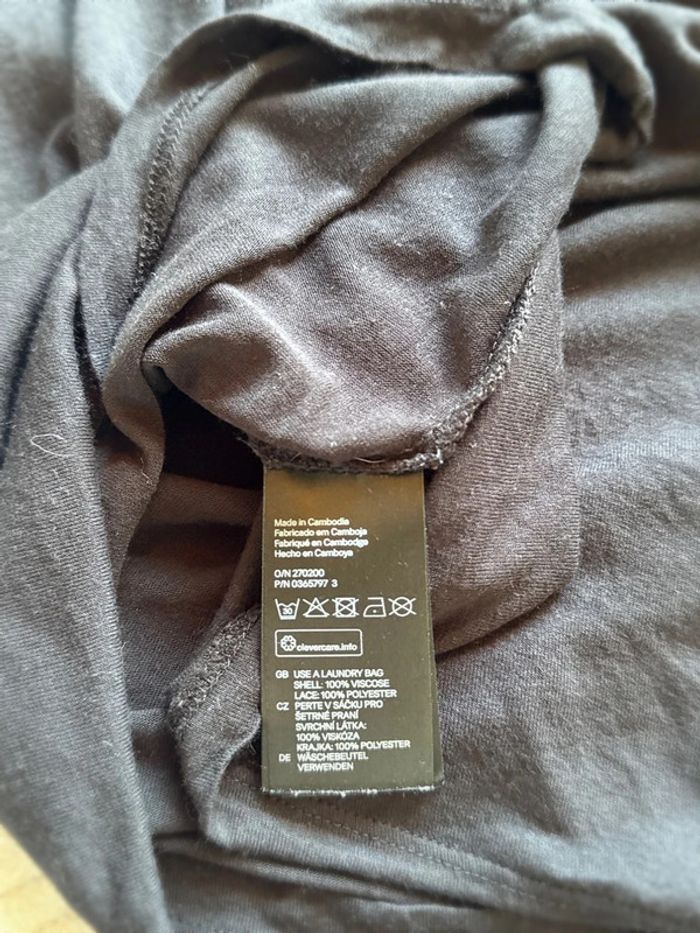 Made in Cambodia
Fabricado em Camboja
Fabriqué en Cambodge
Hecho en Camboya
O/N 270200
P/N 0365797 3
30
clevercare.info
GB USE A LAUNDRY BAG
SHELL: 100% VISCOSE
LACE: 100% POLYESTER
CZ PERTE V SÁČKU PRO
ŠETRNÉ PRANÍ
SVRCHNÍ LÁTKA:
100% VISKÓZA
KRAJKA: 100% POLYESTER
DE WÄSCHEBEUTEL
VERWENDEN